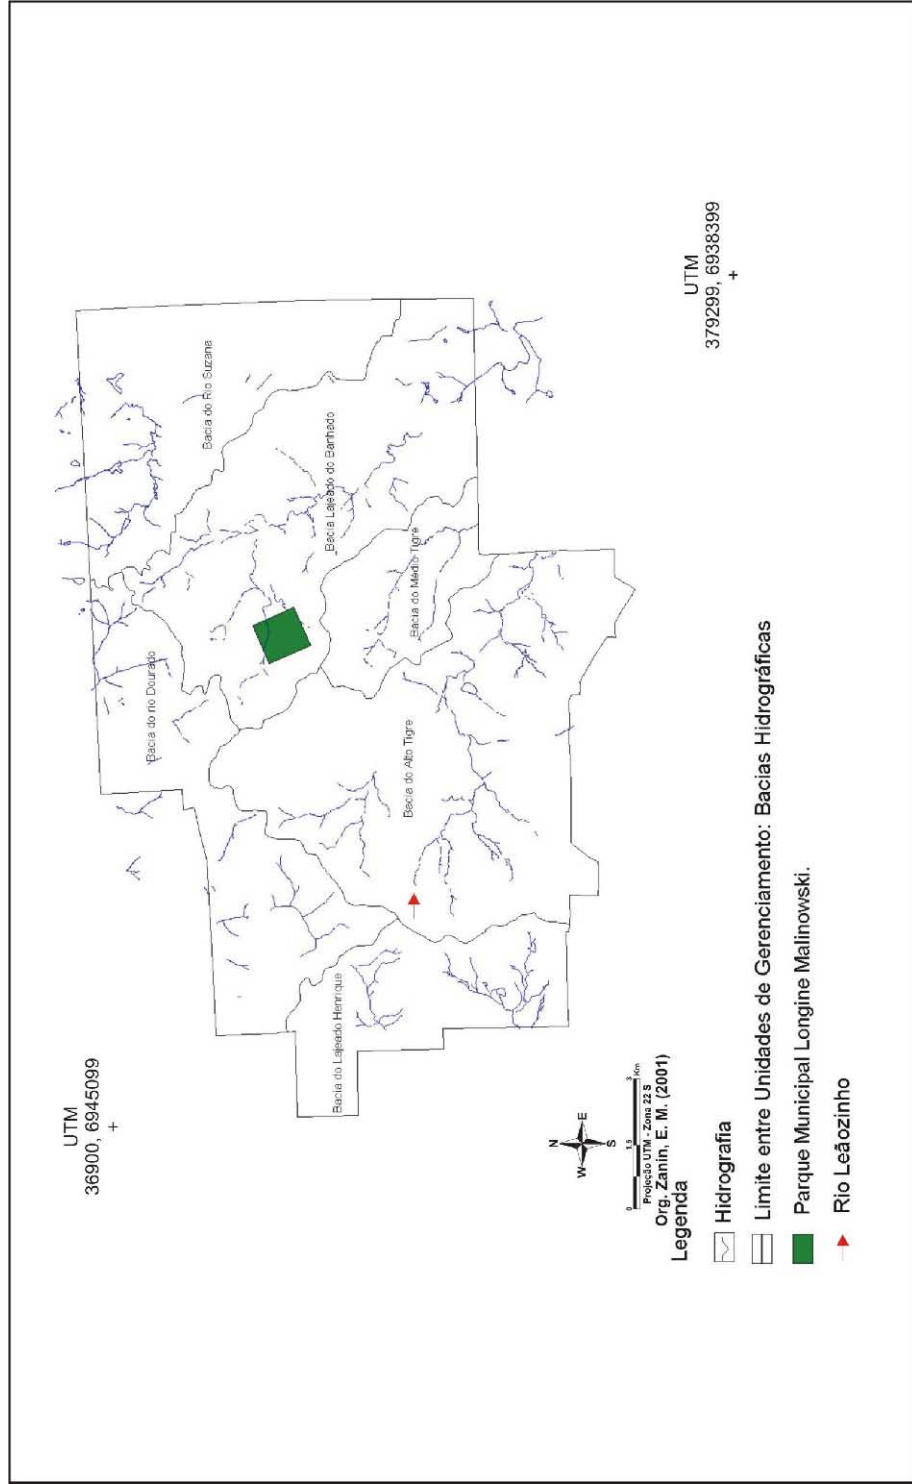 UTM
36900, 6945099
+
UTM
379299, 6938399
+
Bacia do Rio Suzana
Bacia do rio Dourado
Bacia Lajeado do Banhado
Bacia do Médio Tigre
Bacia do Alto Tigre
Bacia do Lajeado Henrique
N
W E
S
0 1.5 3 Km
Projeção UTM - Zona 22 S
Org. Zanin, E. M. (2001)
Legenda
Hidrografia
Limite entre Unidades de Gerenciamento: Bacias Hidrográficas
Parque Municipal Longine Malinowski.
Rio Leãozinho